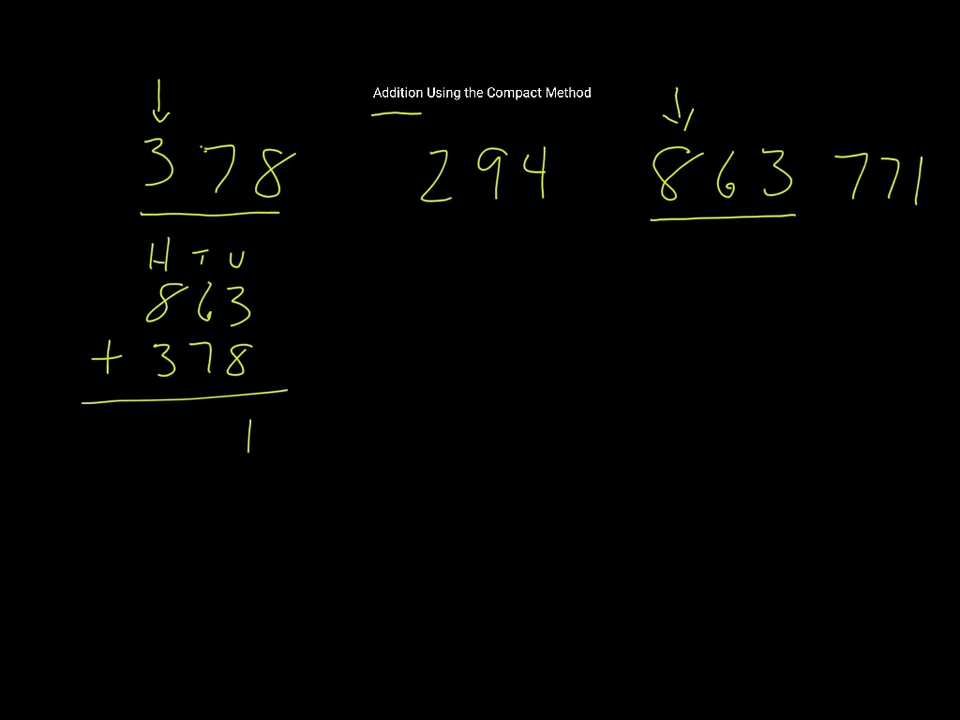 Addition Using the Compact Method
378 294 863 771
H T U
863
+ 378
1